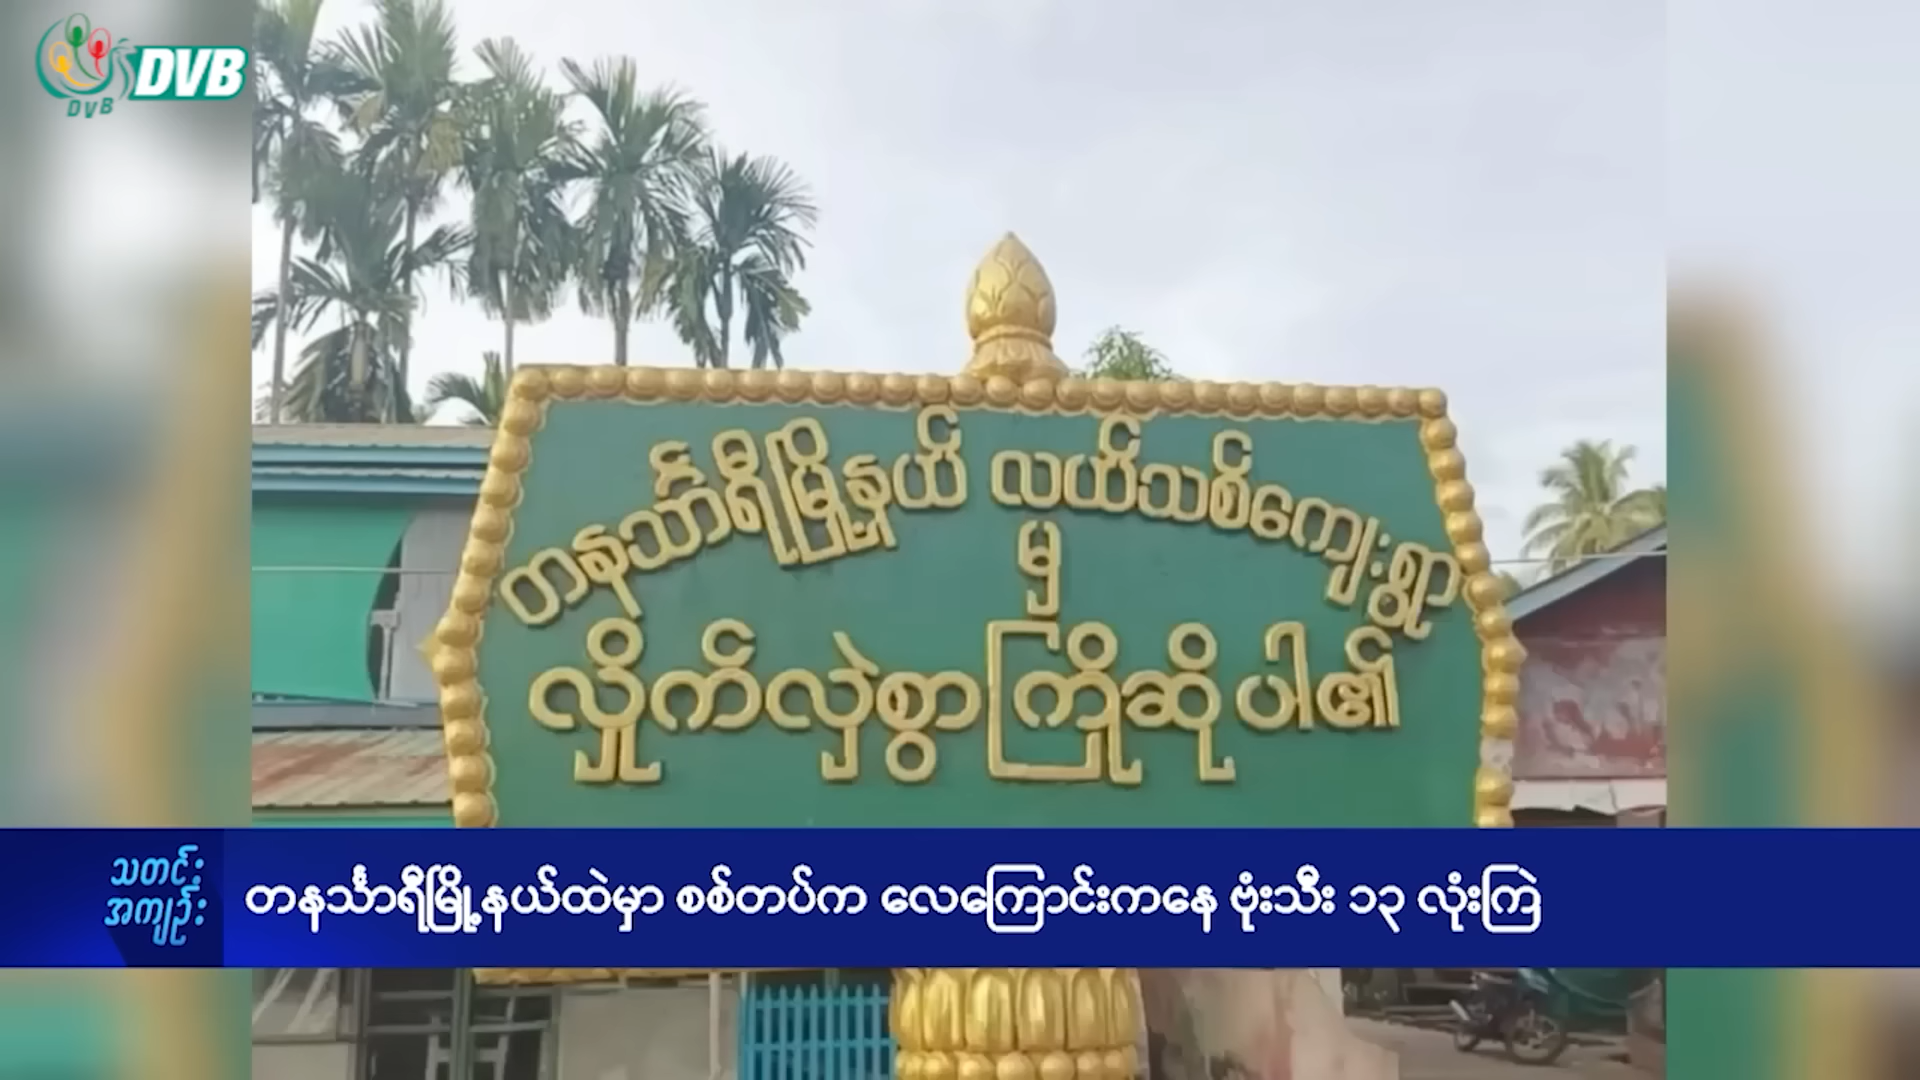 DVB
DVB
တနင်္သာရီမြို့နယ် လှယ်သစ်ကျေးရွာ
မှ
လှိုက်လှဲစွာကြိုဆိုပါ၏
သတင်း
အကျဉ်း
တနင်္သာရီမြို့နယ်ထဲမှာ စစ်တပ်က လေကြောင်းကနေ ဗုံးသီး ၁၃ လုံးကြဲ